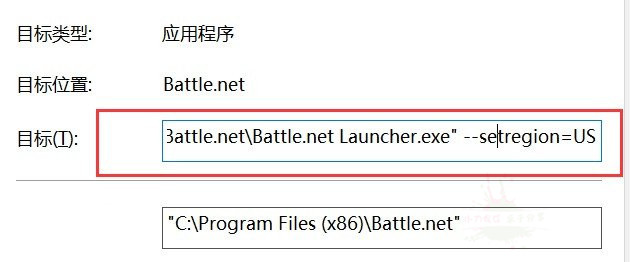 目标类型: 应用程序
目标位置: Battle.net
目标(T): Battle.net\Battle.net Launcher.exe" --setregion=US
"C:\Program Files (x86)\Battle.net"